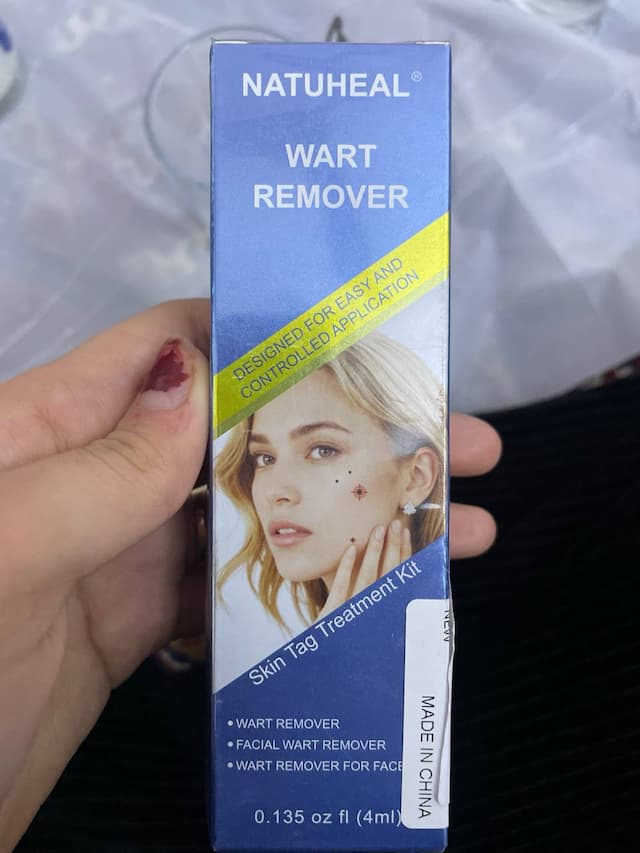 NATUHEAL®
WART
REMOVER
DESIGNED FOR EASY AND
CONTROLLED APPLICATION
Skin Tag Treatment Kit
• WART REMOVER
• FACIAL WART REMOVER
• WART REMOVER FOR FACE
0.135 oz fl (4ml)
NEW
MADE IN CHINA